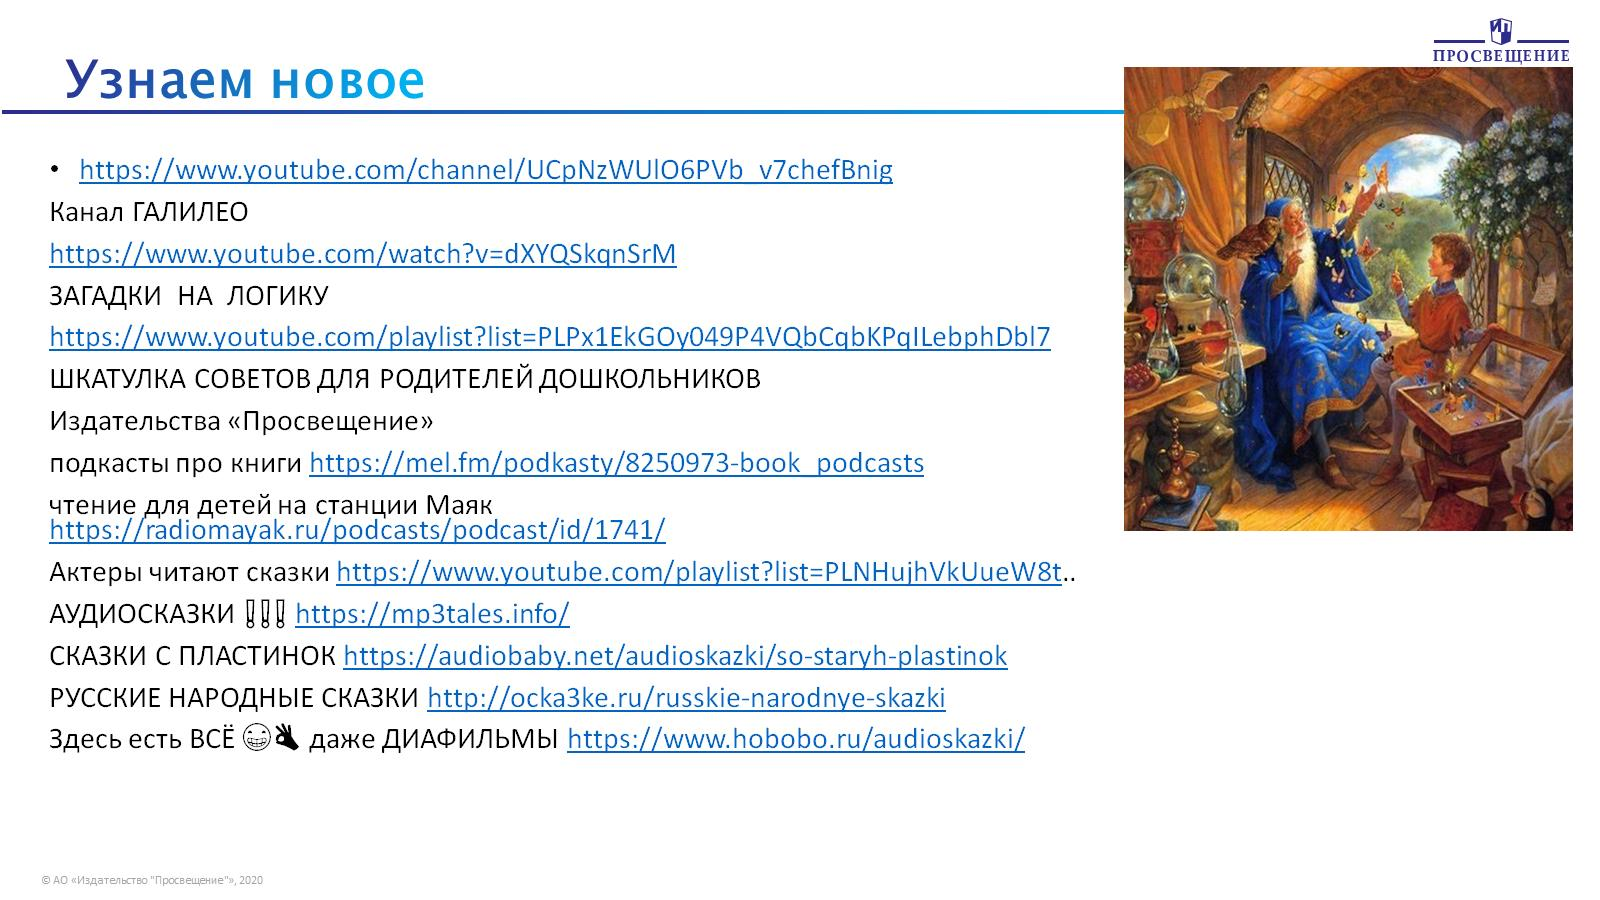 ПРОСВЕЩЕНИЕ
Узнаем новое
• https://www.youtube.com/channel/UCpNzWUlO6PVb_v7chefBnig
Канал ГАЛИЛЕО
https://www.youtube.com/watch?v=dXYQSkqnSrM
ЗАГАДКИ НА ЛОГИКУ
https://www.youtube.com/playlist?list=PLPx1EkGOy049P4VQbCqbKPqILebphDbl7
ШКАТУЛКА СОВЕТОВ ДЛЯ РОДИТЕЛЕЙ ДОШКОЛЬНИКОВ
Издательства «Просвещение»
подкасты про книги https://mel.fm/podkasty/8250973-book_podcasts
чтение для детей на станции Маяк
https://radiomayak.ru/podcasts/podcast/id/1741/
Актеры читают сказки https://www.youtube.com/playlist?list=PLNHujhVkUueW8t..
АУДИОСКАЗКИ ❕❕❕ https://mp3tales.info/
СКАЗКИ С ПЛАСТИНОК https://audiobaby.net/audioskazki/so-staryh-plastinok
РУССКИЕ НАРОДНЫЕ СКАЗКИ http://ocka3ke.ru/russkie-narodnye-skazki
Здесь есть ВСЁ 😁👌 даже ДИАФИЛЬМЫ https://www.hobobo.ru/audioskazki/
© АО «Издательство "Просвещение"», 2020